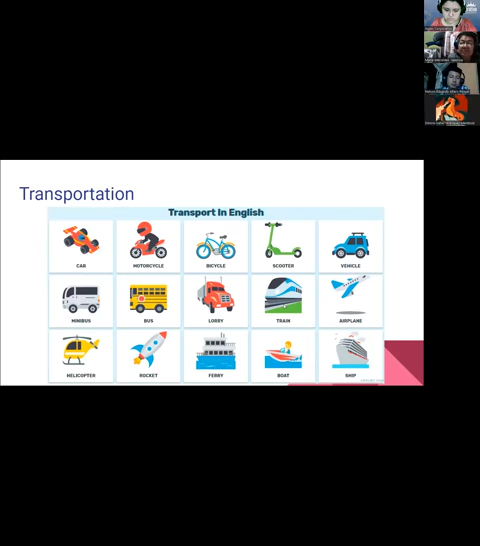 Transportation
Transport In English
CAR MOTORCYCLE BICYCLE SCOOTER VEHICLE
MINIBUS BUS LORRY TRAIN AIRPLANE
HELICOPTER ROCKET FERRY BOAT SHIP